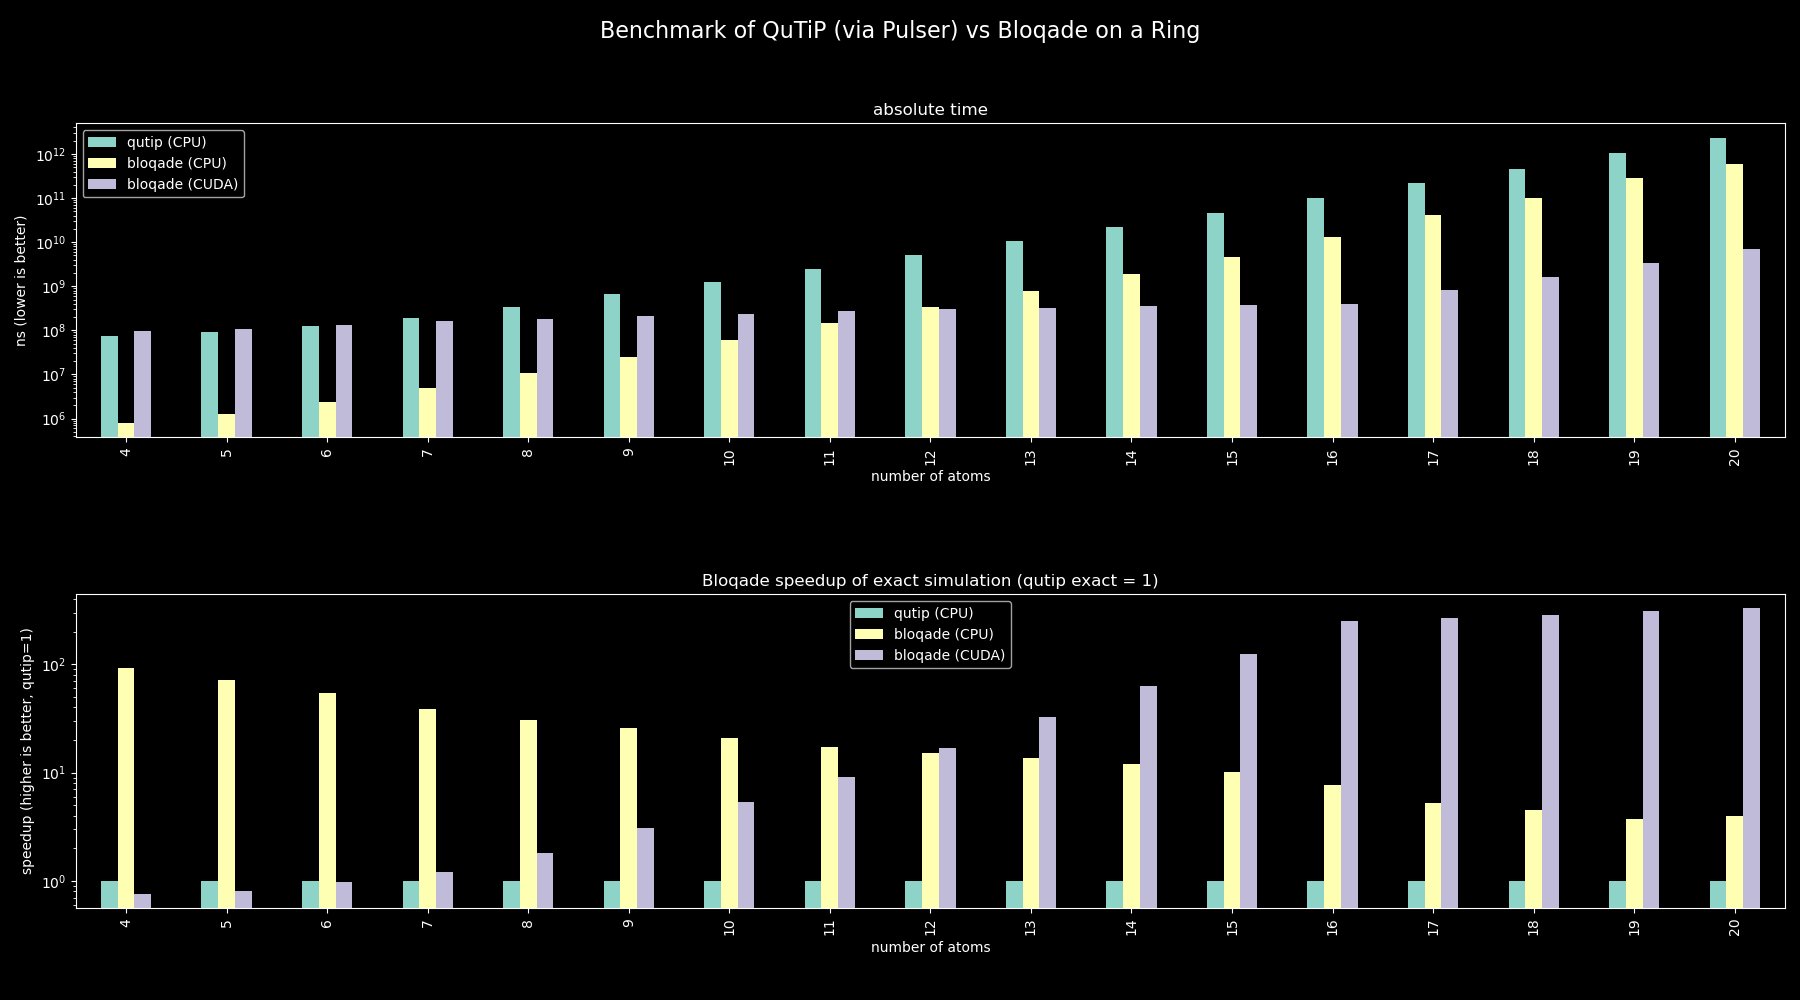 Benchmark of QuTiP (via Pulser) vs Bloqade on a Ring
absolute time
qutip (CPU)
bloqade (CPU)
bloqade (CUDA)
ns (lower is better)
10¹²
10¹¹
10¹⁰
10⁹
10⁸
10⁷
10⁶
4 5 6 7 8 9 10 11 12 13 14 15 16 17 18 19 20
number of atoms
Bloqade speedup of exact simulation (qutip exact = 1)
qutip (CPU)
bloqade (CPU)
bloqade (CUDA)
speedup (higher is better, qutip=1)
10²
10¹
10⁰
4 5 6 7 8 9 10 11 12 13 14 15 16 17 18 19 20
number of atoms